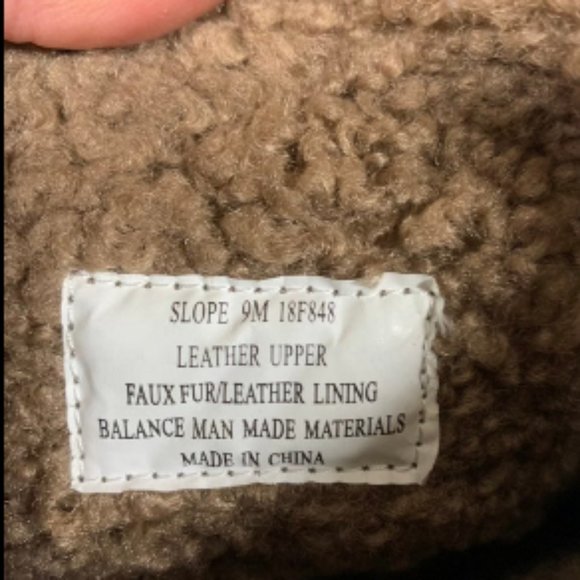 SLOPE 9M 18F848
LEATHER UPPER
FAUX FUR/LEATHER LINING
BALANCE MAN MADE MATERIALS
MADE IN CHINA